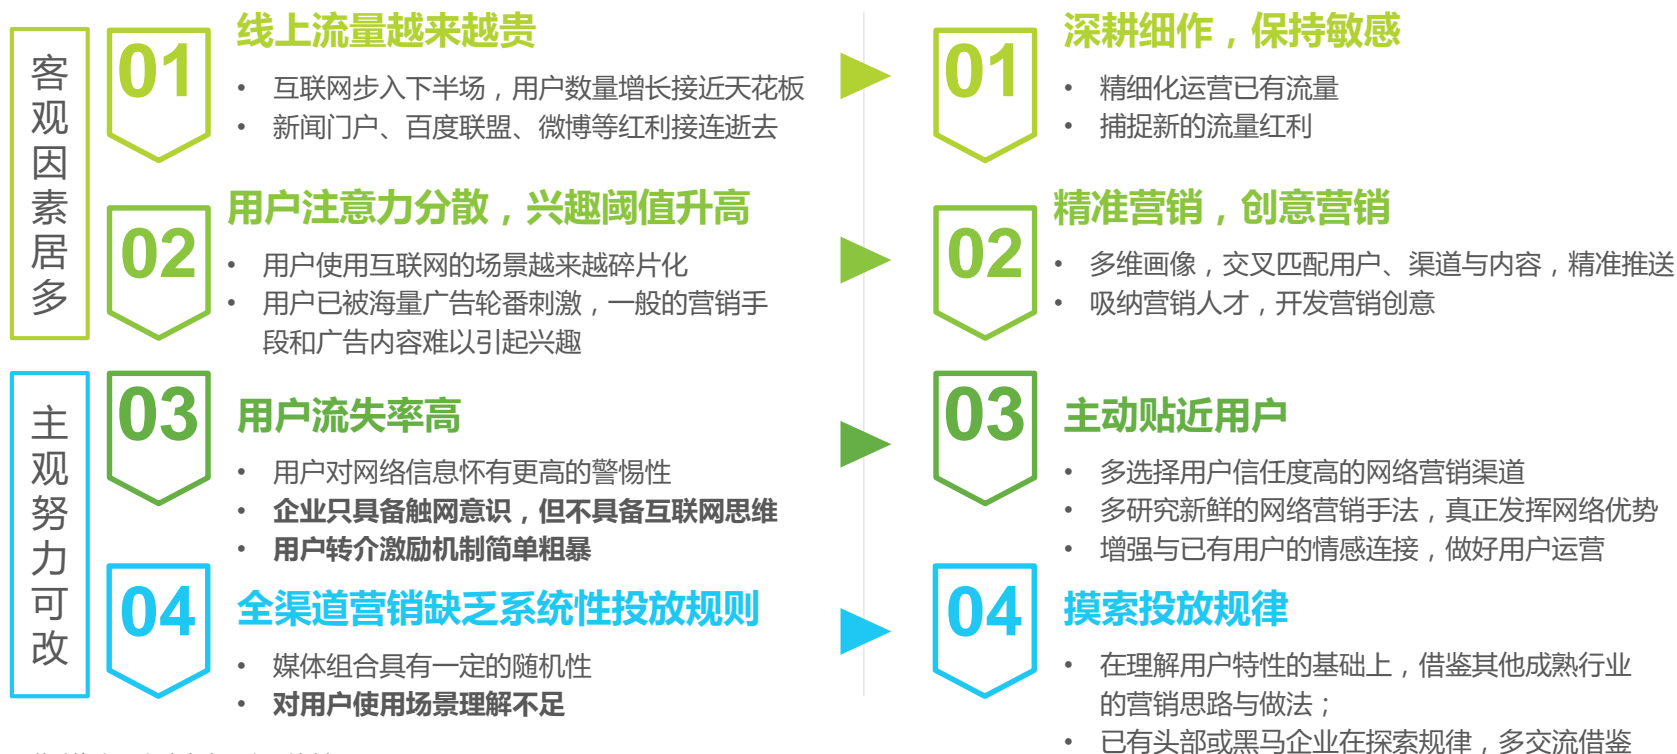 客观因素居多
01
线上流量越来越贵
• 互联网步入下半场，用户数量增长接近天花板
• 新闻门户、百度联盟、微博等红利接连逝去
01
深耕细作，保持敏感
• 精细化运营已有流量
• 捕捉新的流量红利
02
用户注意力分散，兴趣阈值升高
• 用户使用互联网的场景越来越碎片化
• 用户已被海量广告轮番刺激，一般的营销手
段和广告内容难以引起兴趣
02
精准营销，创意营销
• 多维画像，交叉匹配用户、渠道与内容，精准推送
• 吸纳营销人才，开发营销创意
主观努力可改
03
用户流失率高
• 用户对网络信息怀有更高的警惕性
• 企业只具备触网意识，但不具备互联网思维
• 用户转介激励机制简单粗暴
03
主动贴近用户
• 多选择用户信任度高的网络营销渠道
• 多研究新鲜的网络营销手法，真正发挥网络优势
• 增强与已有用户的情感连接，做好用户运营
04
全渠道营销缺乏系统性投放规则
• 媒体组合具有一定的随机性
• 对用户使用场景理解不足
04
摸索投放规律
• 在理解用户特性的基础上，借鉴其他成熟行业
的营销思路与做法；
• 已有头部或黑马企业在探索规律，多交流借鉴